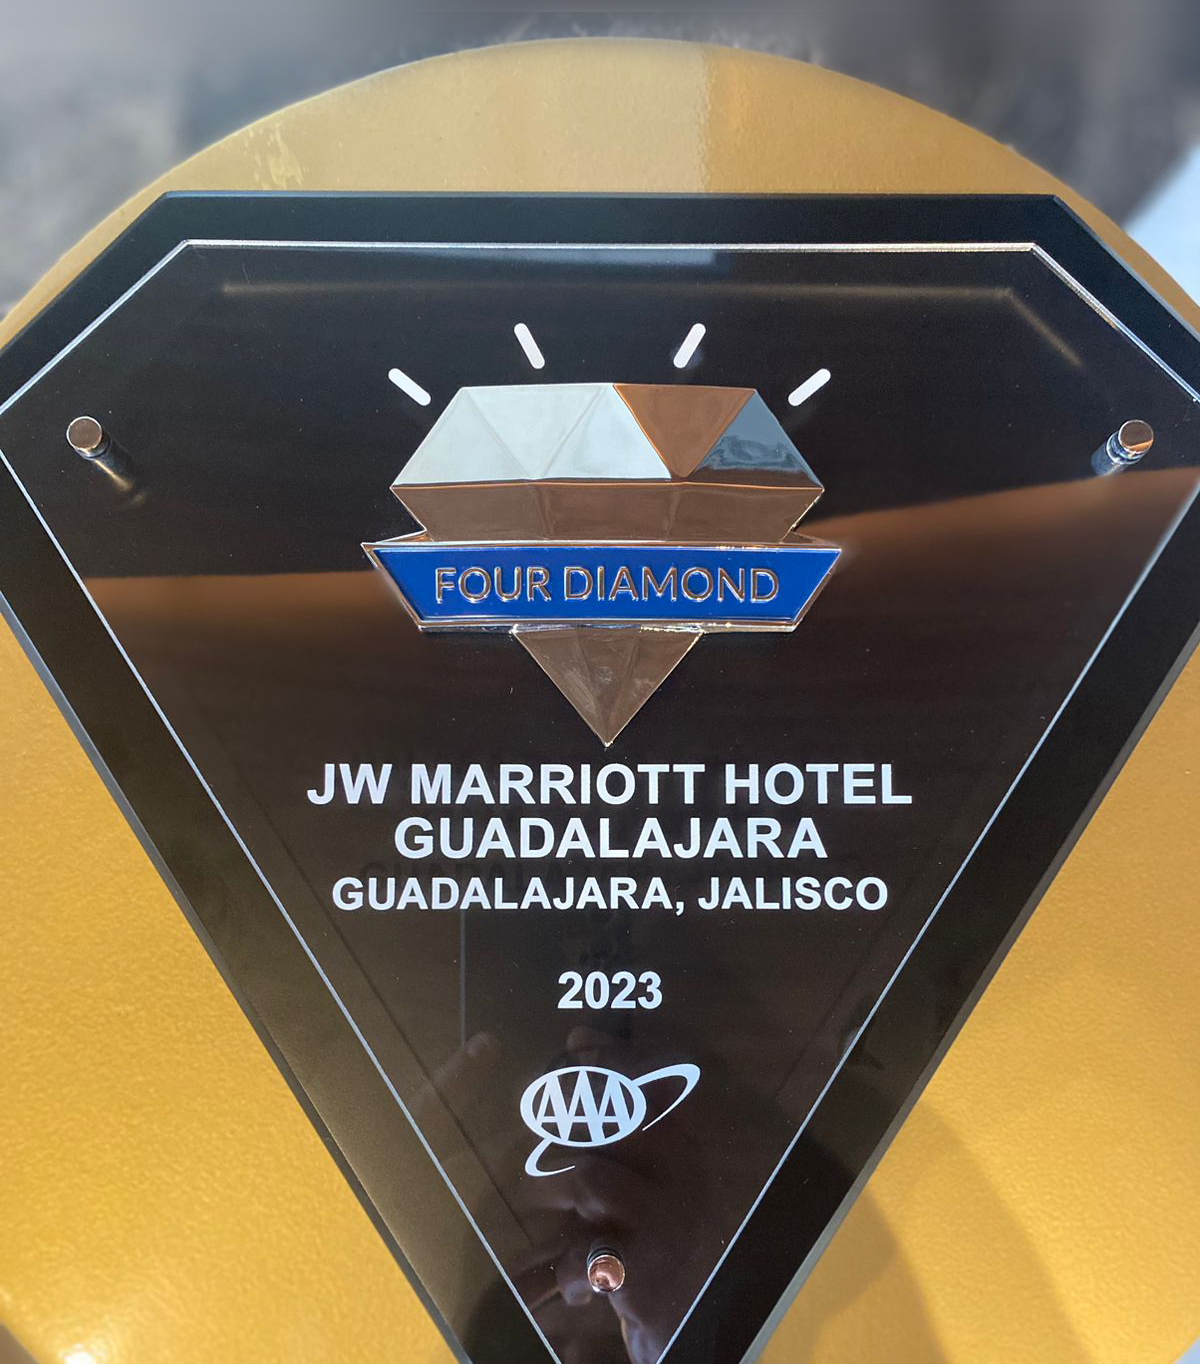 FOUR DIAMOND
JW MARRIOTT HOTEL
GUADALAJARA
GUADALAJARA, JALISCO
2023
AAA